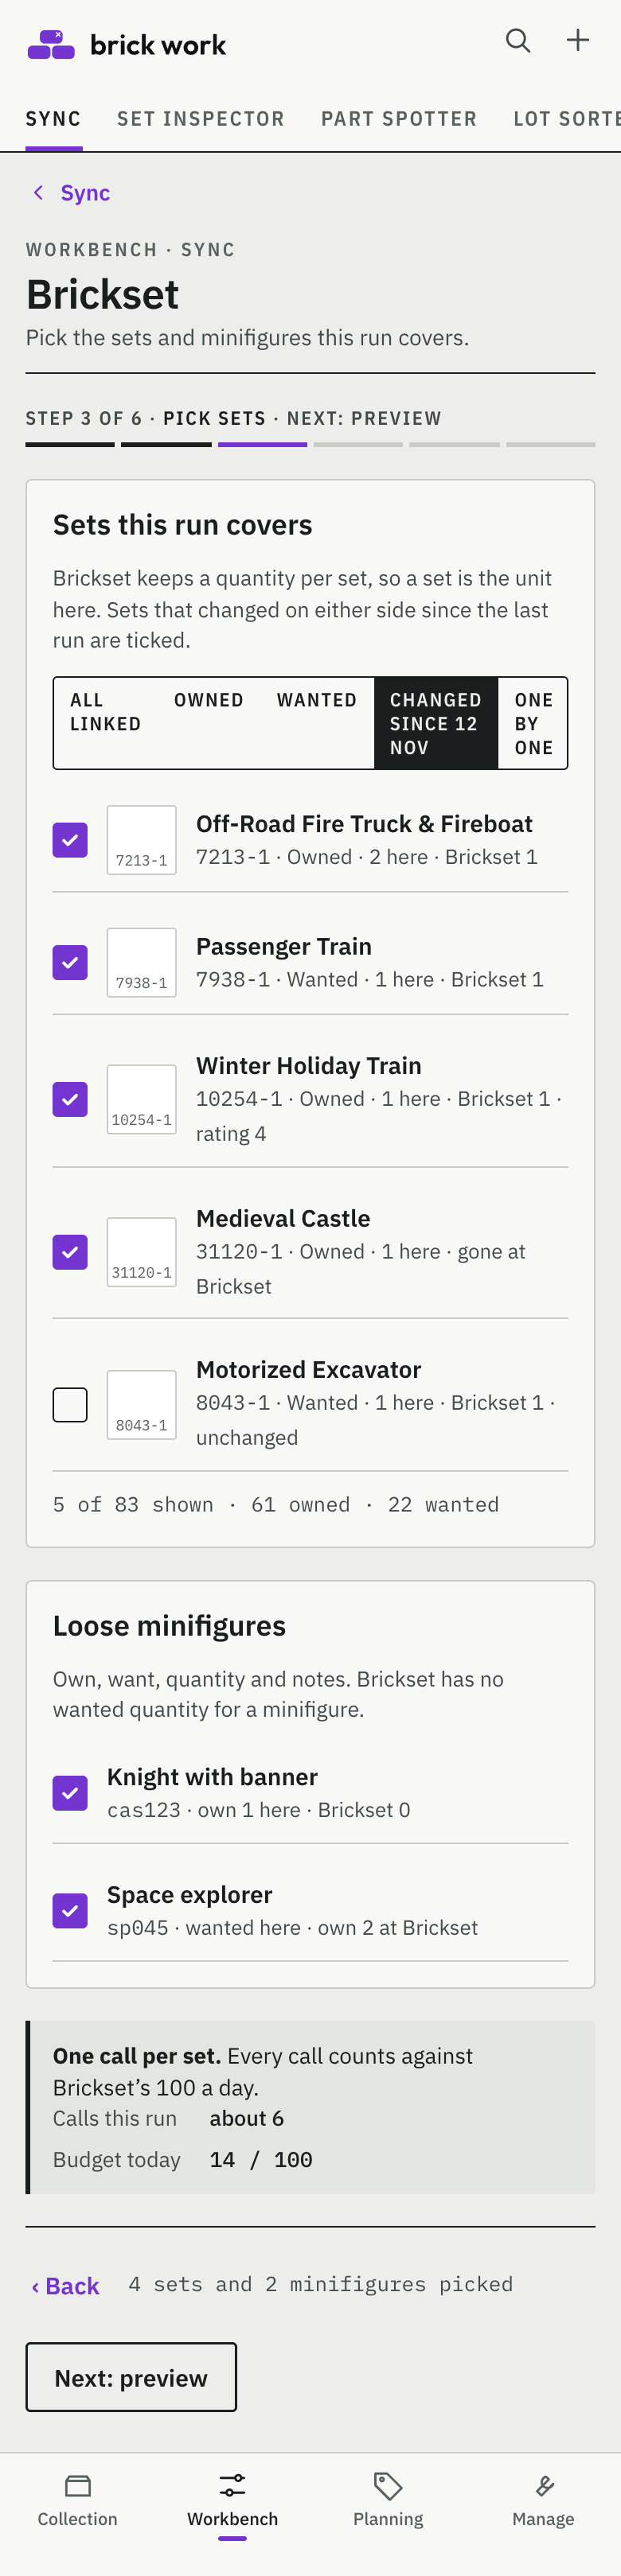 brick work
SYNC SET INSPECTOR PART SPOTTER LOT SORTE
Sync
WORKBENCH · SYNC
Brickset
Pick the sets and minifigures this run covers.
STEP 3 OF 6 · PICK SETS · NEXT: PREVIEW
Sets this run covers
Brickset keeps a quantity per set, so a set is the unit
here. Sets that changed on either side since the last
run are ticked.
ALL LINKED
OWNED
WANTED
CHANGED SINCE 12 NOV
ONE BY ONE
7213-1
Off-Road Fire Truck & Fireboat
7213-1 · Owned · 2 here · Brickset 1
7938-1
Passenger Train
7938-1 · Wanted · 1 here · Brickset 1
10254-1
Winter Holiday Train
10254-1 · Owned · 1 here · Brickset 1 ·
rating 4
31120-1
Medieval Castle
31120-1 · Owned · 1 here · gone at
Brickset
8043-1
Motorized Excavator
8043-1 · Wanted · 1 here · Brickset 1 ·
unchanged
5 of 83 shown · 61 owned · 22 wanted
Loose minifigures
Own, want, quantity and notes. Brickset has no
wanted quantity for a minifigure.
Knight with banner
cas123 · own 1 here · Brickset 0
Space explorer
sp045 · wanted here · own 2 at Brickset
One call per set. Every call counts against
Brickset’s 100 a day.
Calls this run about 6
Budget today 14 / 100
‹ Back 4 sets and 2 minifigures picked
Next: preview
Collection Workbench Planning Manage